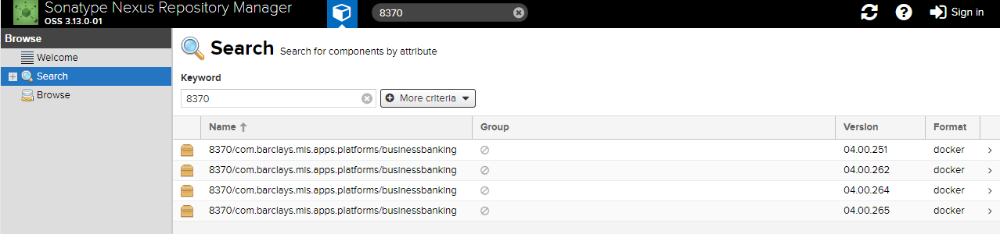 Sonatype Nexus Repository Manager
OSS 3.13.0-01
8370
Sign in
Browse
Welcome
Search
Browse
Search Search for components by attribute
Keyword
8370
More criteria
Name Group Version Format
8370/com.barclays.mls.apps.platforms/businessbanking 04.00.251 docker
8370/com.barclays.mls.apps.platforms/businessbanking 04.00.262 docker
8370/com.barclays.mls.apps.platforms/businessbanking 04.00.264 docker
8370/com.barclays.mls.apps.platforms/businessbanking 04.00.265 docker